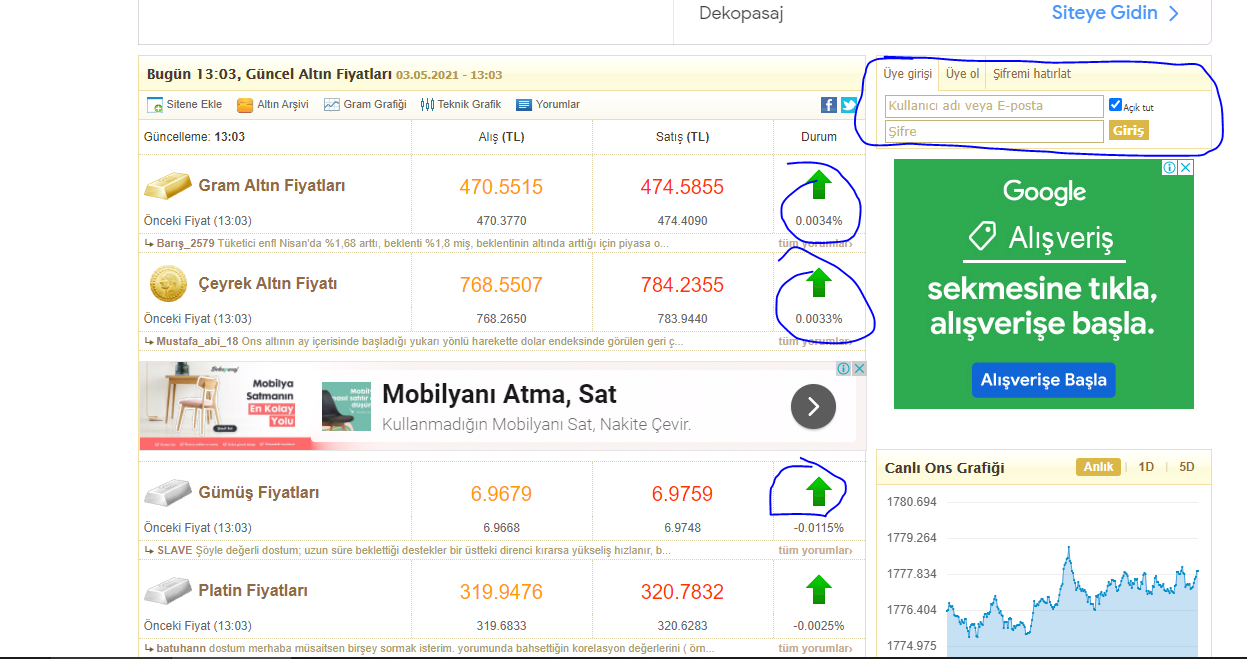 Dekopasaj
Siteye Gidin
Bugün 13:03, Güncel Altın Fiyatları 03.05.2021 - 13:03
Sitene Ekle Altın Arşivi Gram Grafiği Teknik Grafik Yorumlar
Güncelleme: 13:03 Alış (TL) Satış (TL) Durum
Gram Altın Fiyatları 470.5515 474.5855
Önceki Fiyat (13:03) 470.3770 474.4090 0.0034%
Barış_2579 Tüketici enfl Nisan'da %1,68 arttı, beklenti %1,8 miş, beklentinin altında arttığı için piyasa o... tüm yorumlar›
Çeyrek Altın Fiyatı 768.5507 784.2355
Önceki Fiyat (13:03) 768.2650 783.9440 0.0033%
Mustafa_abi_18 Ons altının ay içerisinde başladığı yukarı yönlü harekette dolar endeksinde görülen geri ç... tüm yorumlar›
Mobilya
Satmanın
En Kolay
Yolu
Mobilyanı Atma, Sat
Kullanmadığın Mobilyanı Sat, Nakite Çevir.
Gümüş Fiyatları 6.9679 6.9759
Önceki Fiyat (13:03) 6.9668 6.9748 -0.0115%
SLAVE Şöyle değerli dostum; uzun süre beklettiği destekler bir üstteki direnci kırarsa yükseliş hızlanır, b... tüm yorumlar›
Platin Fiyatları 319.9476 320.7832
Önceki Fiyat (13:03) 319.6833 320.6283 -0.0025%
batuhann dostum merhaba müsaitsen birşey sormak isterim. yorumunda bahsettiğin korelasyon değerlerini ( örn... tüm yorumlar›
Üye girişi Üye ol Şifremi hatırlat
Kullanıcı adı veya E-posta Açık tut
Şifre Giriş
Google
Alışveriş
sekmesine tıkla,
alışverişe başla.
Alışverişe Başla
Canlı Ons Grafiği Anlık 1D 5D
1780.694
1779.264
1777.834
1776.404
1774.975